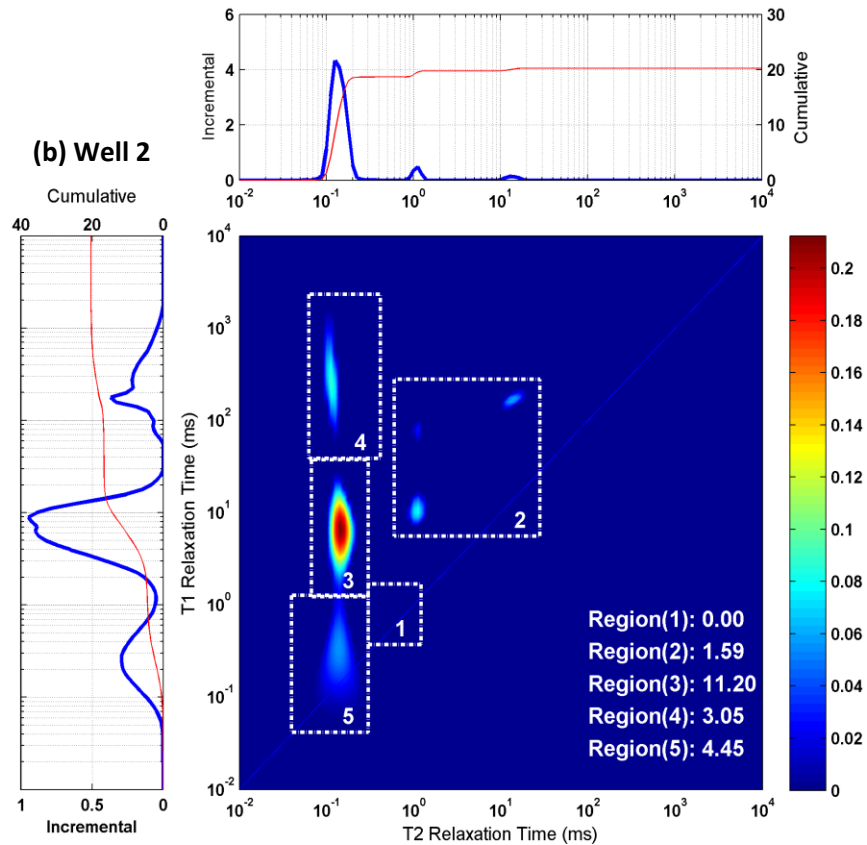 6
4
2
0
Incremental
30
20
10
0
Cumulative
10^-2 10^-1 10^0 10^1 10^2 10^3 10^4
(b) Well 2
Cumulative
40 20 0
1 0.5 0
Incremental
10^4
10^3
10^2
10^1
10^0
10^-1
10^-2
T1 Relaxation Time (ms)
4
2
3
1
5
Region(1): 0.00
Region(2): 1.59
Region(3): 11.20
Region(4): 3.05
Region(5): 4.45
10^-2 10^-1 10^0 10^1 10^2 10^3 10^4
T2 Relaxation Time (ms)
0.2
0.18
0.16
0.14
0.12
0.1
0.08
0.06
0.04
0.02
0